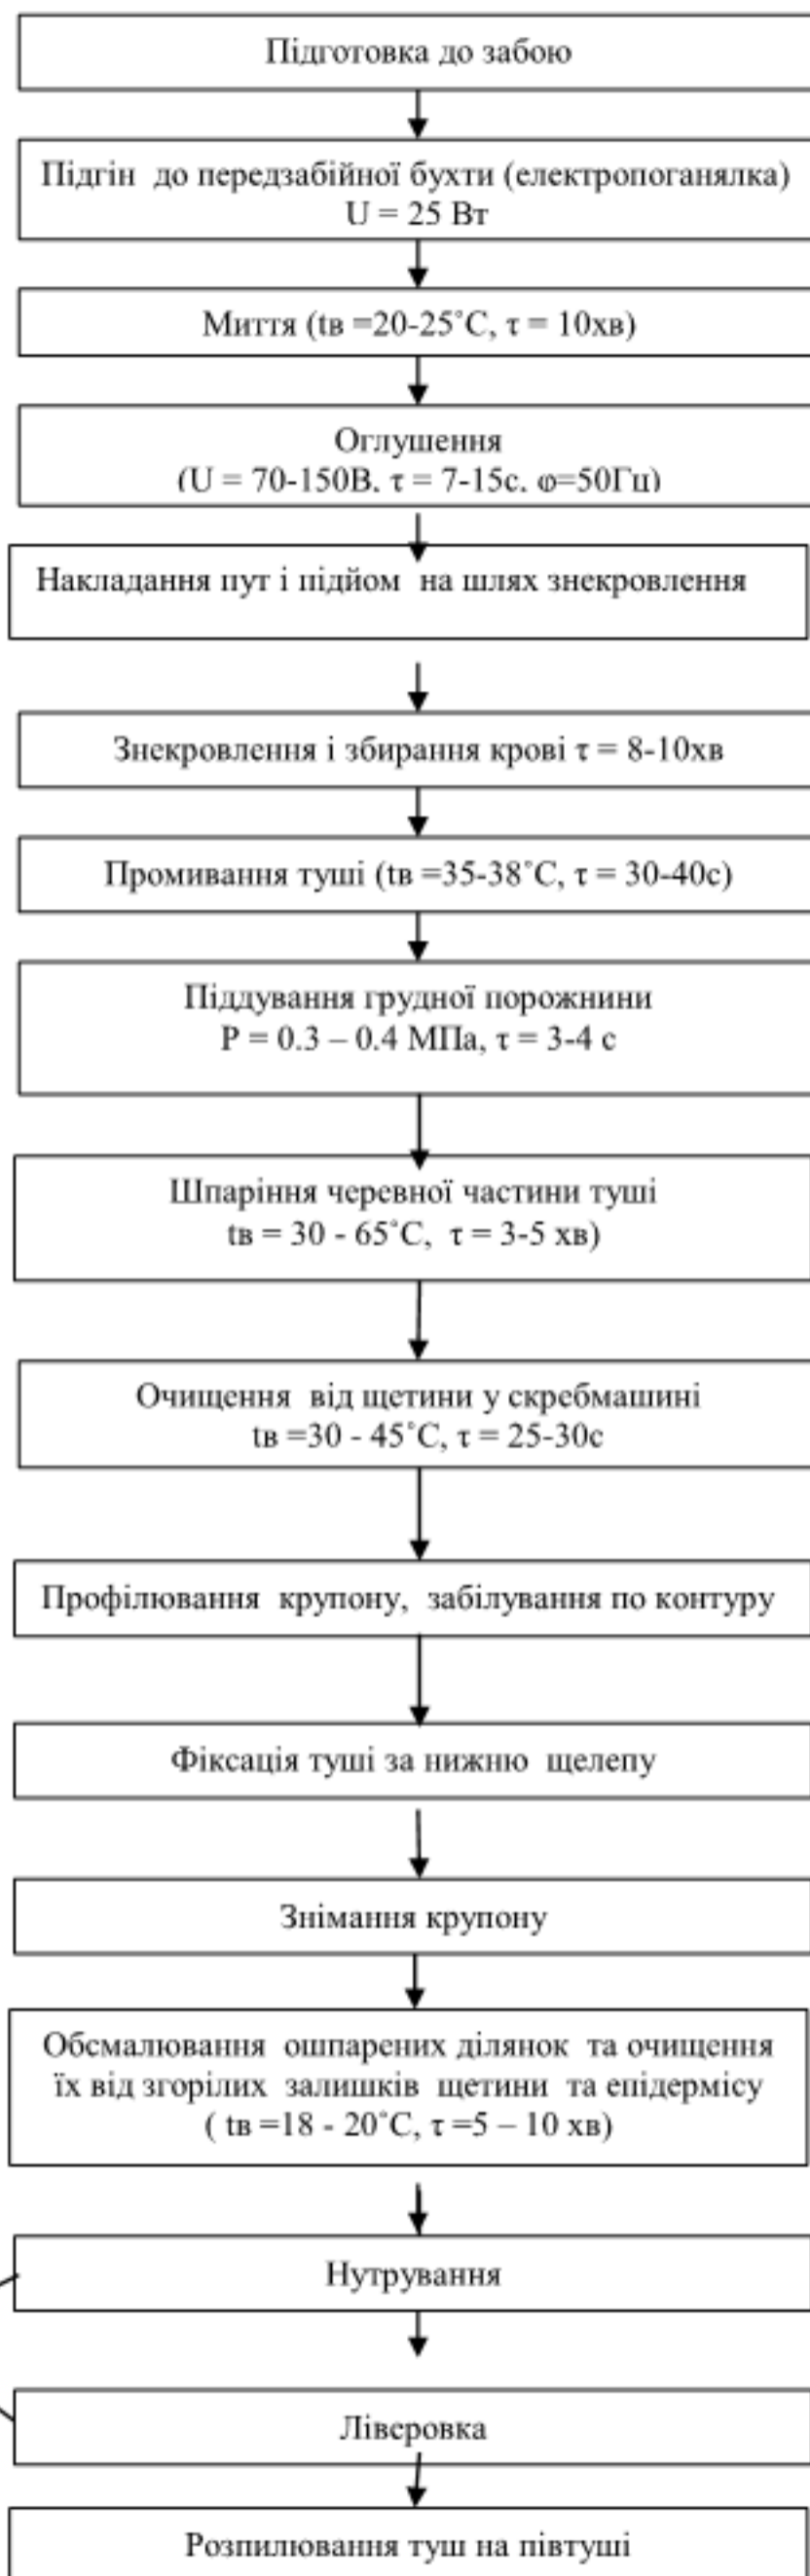 Підготовка до забою
Підгін до передзабійної бухти (електропоганялка)
U = 25 Вт
Миття (tв =20-25˚С, τ = 10хв)
Оглушення
(U = 70-150В, τ = 7-15с, φ=50Гц)
Накладання пут і підйом на шлях знекровлення
Знекровлення і збирання крові τ = 8-10хв
Промивання туші (tв =35-38˚С, τ = 30-40с)
Піддування грудної порожнини
Р = 0.3 – 0.4 МПа, τ = 3-4 с
Шпаріння черевної частини туші
tв = 30 - 65˚С, τ = 3-5 хв)
Очищення від щетини у скребмашині
tв =30 - 45˚С, τ = 25-30с
Профілювання крупону, забілування по контуру
Фіксація туші за нижню щелепу
Знімання крупону
Обсмалювання ошпарених ділянок та очищення
їх від згорілих залишків щетини та епідермісу
( tв =18 - 20˚С, τ =5 – 10 хв)
Нутрування
Ліверовка
Розпилювання туш на півтуші